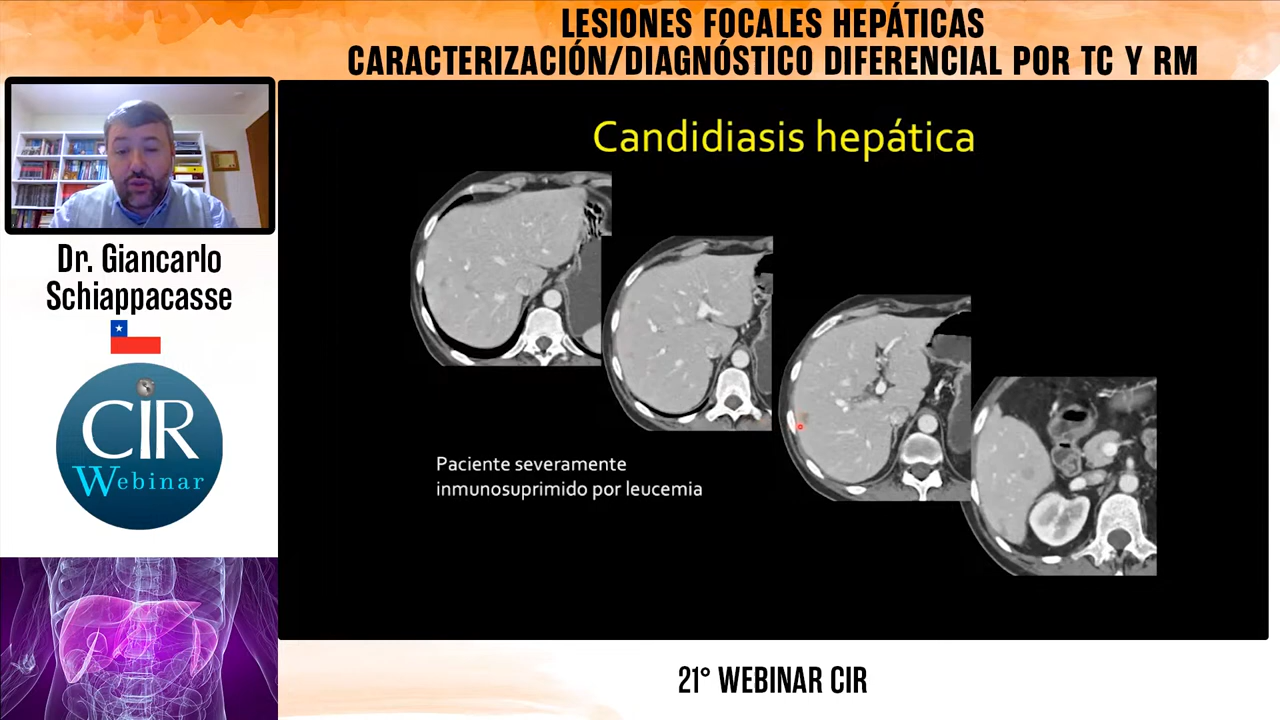 LESIONES FOCALES HEPÁTICAS
CARACTERIZACIÓN/DIAGNÓSTICO DIFERENCIAL POR TC Y RM
Candidiasis hepática
Dr. Giancarlo
Schiappacasse
CIR
Webinar
Paciente severamente
inmunosuprimido por leucemia
21° WEBINAR CIR